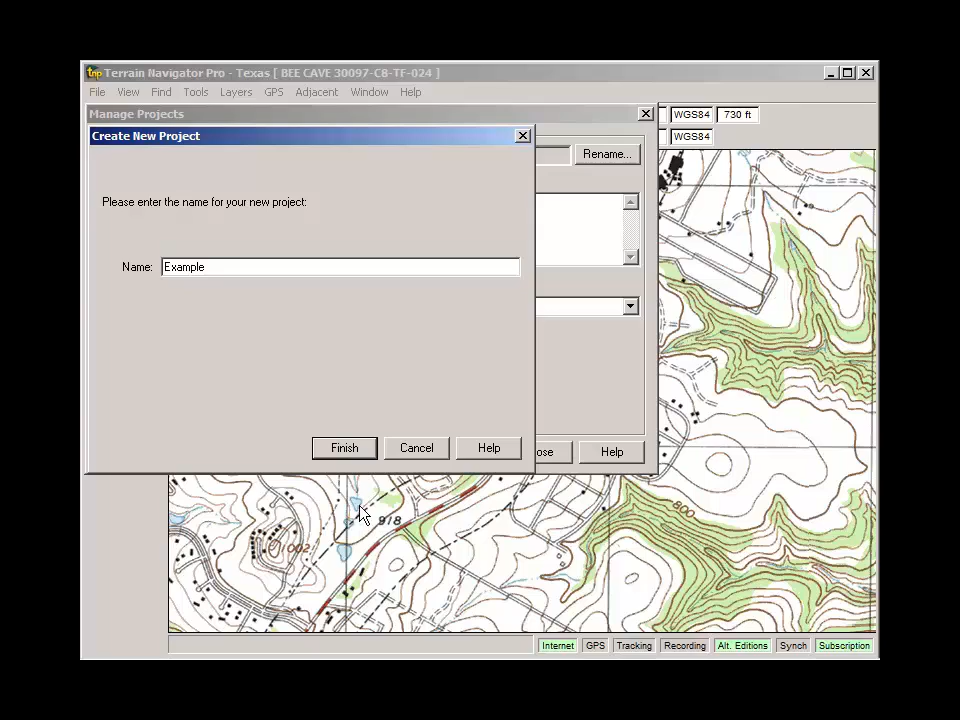 tnp Terrain Navigator Pro - Texas [ BEE CAVE 30097-C8-TF-024 ]
File View Find Tools Layers GPS Adjacent Window Help
Manage Projects
WGS84 730 ft
Create New Project
WGS84
Rename...
Please enter the name for your new project:
Name: Example
Finish Cancel Help
ose Help
800
918
1002
Internet GPS Tracking Recording Alt. Editions Synch Subscription